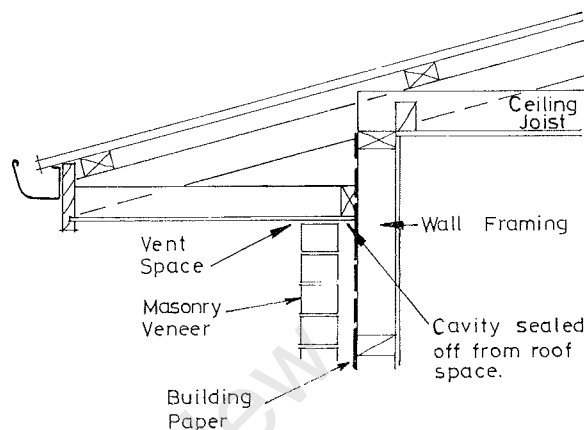 Ceiling
Joist
Wall Framing
Vent
Space
Masonry
Veneer
Cavity sealed
off from roof
space.
Building
Paper